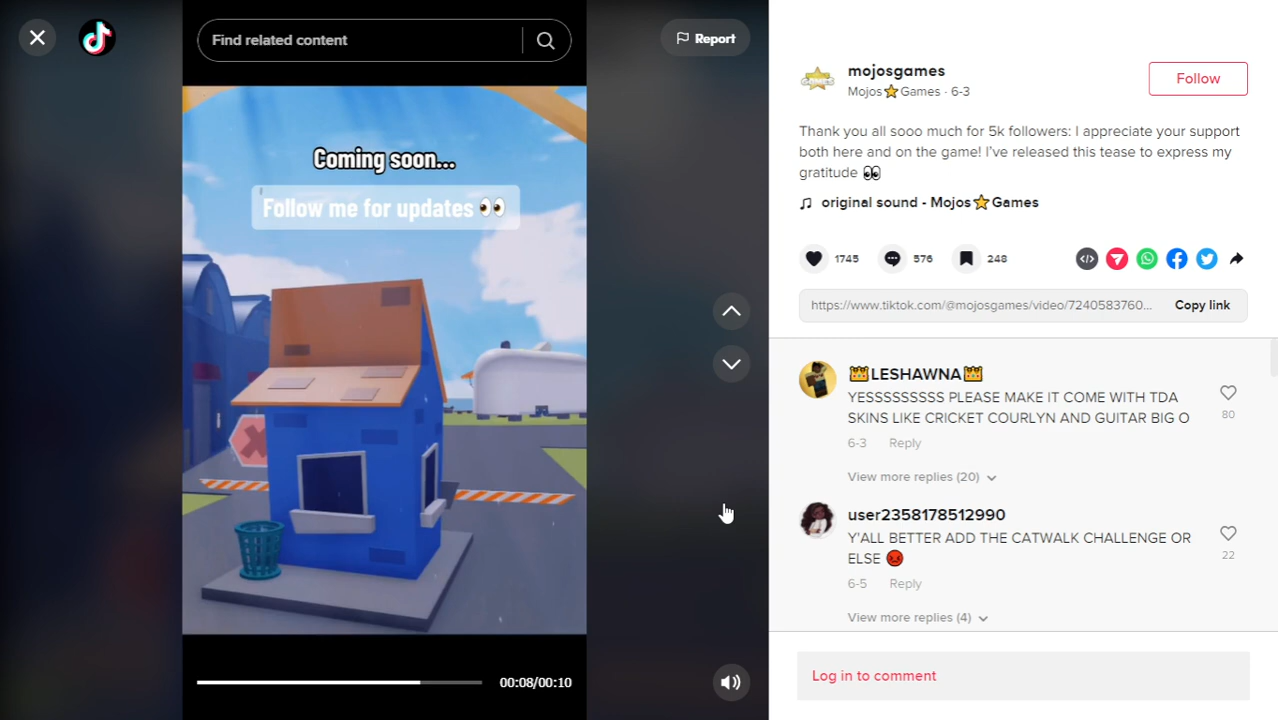 Find related content
Report
Coming soon...
Follow me for updates 👀
00:08/00:10
GAMES
mojosgames
Mojos⭐Games · 6-3
Follow
Thank you all sooo much for 5k followers: I appreciate your support
both here and on the game! I've released this tease to express my
gratitude 👀
original sound - Mojos⭐Games
1745
576
248
https://www.tiktok.com/@mojosgames/video/7240583760...
Copy link
👑LESHAWNA👑
YESSSSSSSSS PLEASE MAKE IT COME WITH TDA
SKINS LIKE CRICKET COURLYN AND GUITAR BIG O
80
6-3 Reply
View more replies (20)
user2358178512990
Y'ALL BETTER ADD THE CATWALK CHALLENGE OR
ELSE 😡
22
6-5 Reply
View more replies (4)
Log in to comment